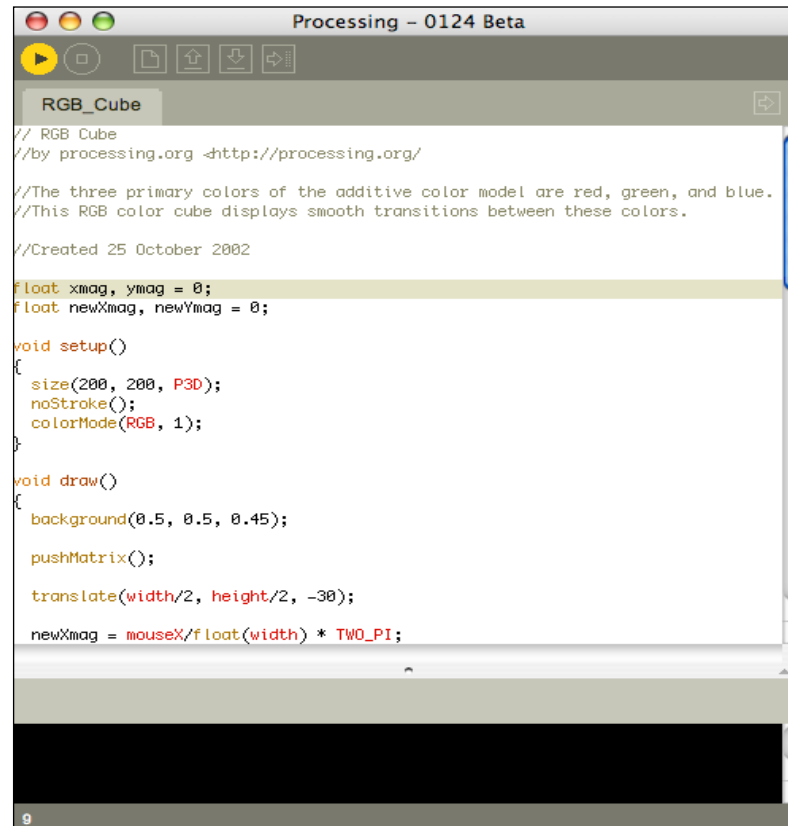 Processing – 0124 Beta
RGB_Cube
// RGB Cube
//by processing.org <http://processing.org/
//The three primary colors of the additive color model are red, green, and blue.
//This RGB color cube displays smooth transitions between these colors.
//Created 25 October 2002
float xmag, ymag = 0;
float newXmag, newYmag = 0;
void setup()
{
size(200, 200, P3D);
noStroke();
colorMode(RGB, 1);
}
void draw()
{
background(0.5, 0.5, 0.45);
pushMatrix();
translate(width/2, height/2, -30);
newXmag = mouseX/float(width) * TWO_PI;
9